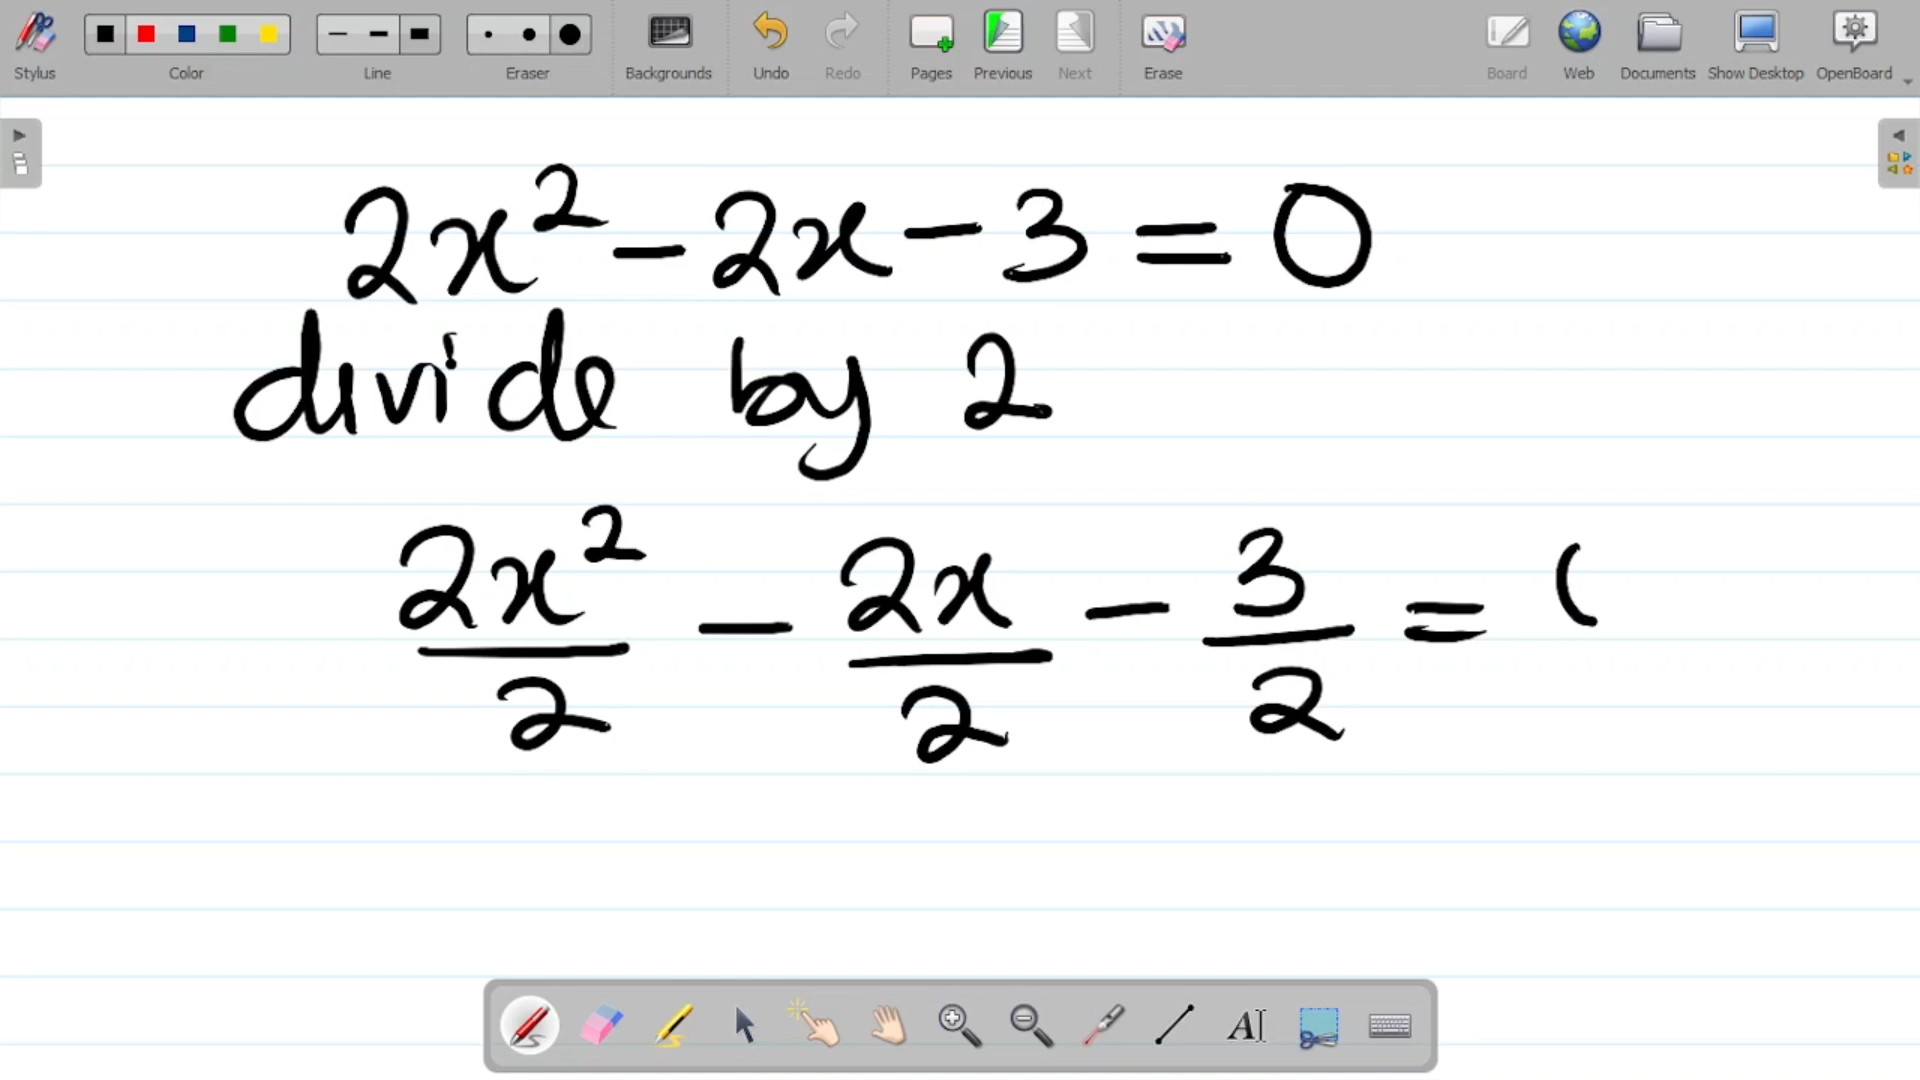 Stylus Color Line Eraser Backgrounds Undo Redo Pages Previous Next Erase Board Web Documents Show Desktop OpenBoard
2x² - 2x - 3 = 0
divide by 2
2x²/2 - 2x/2 - 3/2 = (